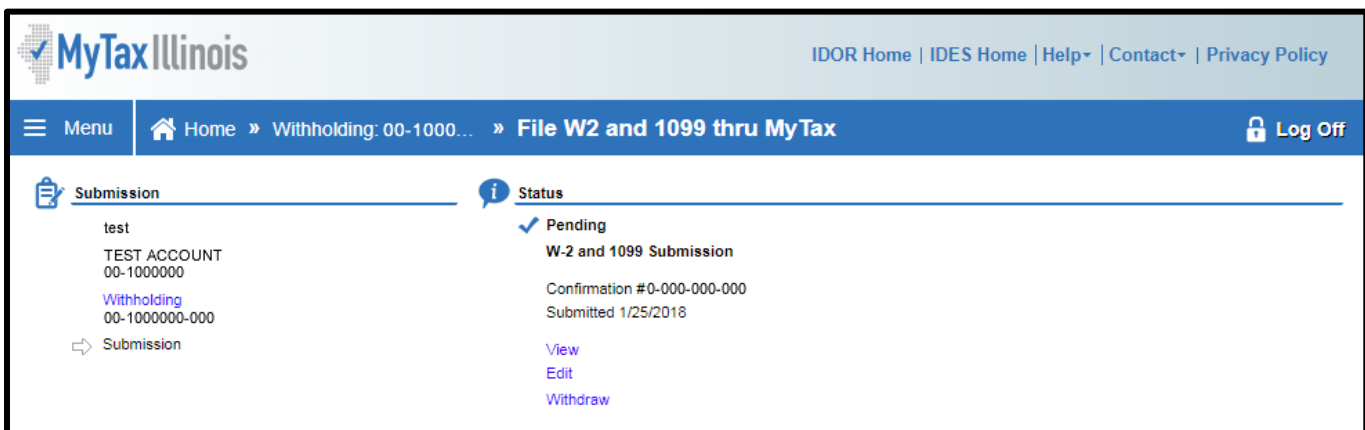 MyTax Illinois
IDOR Home | IDES Home | Help | Contact | Privacy Policy
Menu Home » Withholding: 00-1000... » File W2 and 1099 thru MyTax Log Off
Submission
test
TEST ACCOUNT
00-1000000
Withholding
00-1000000-000
Submission
i Status
Pending
W-2 and 1099 Submission
Confirmation #0-000-000-000
Submitted 1/25/2018
View
Edit
Withdraw